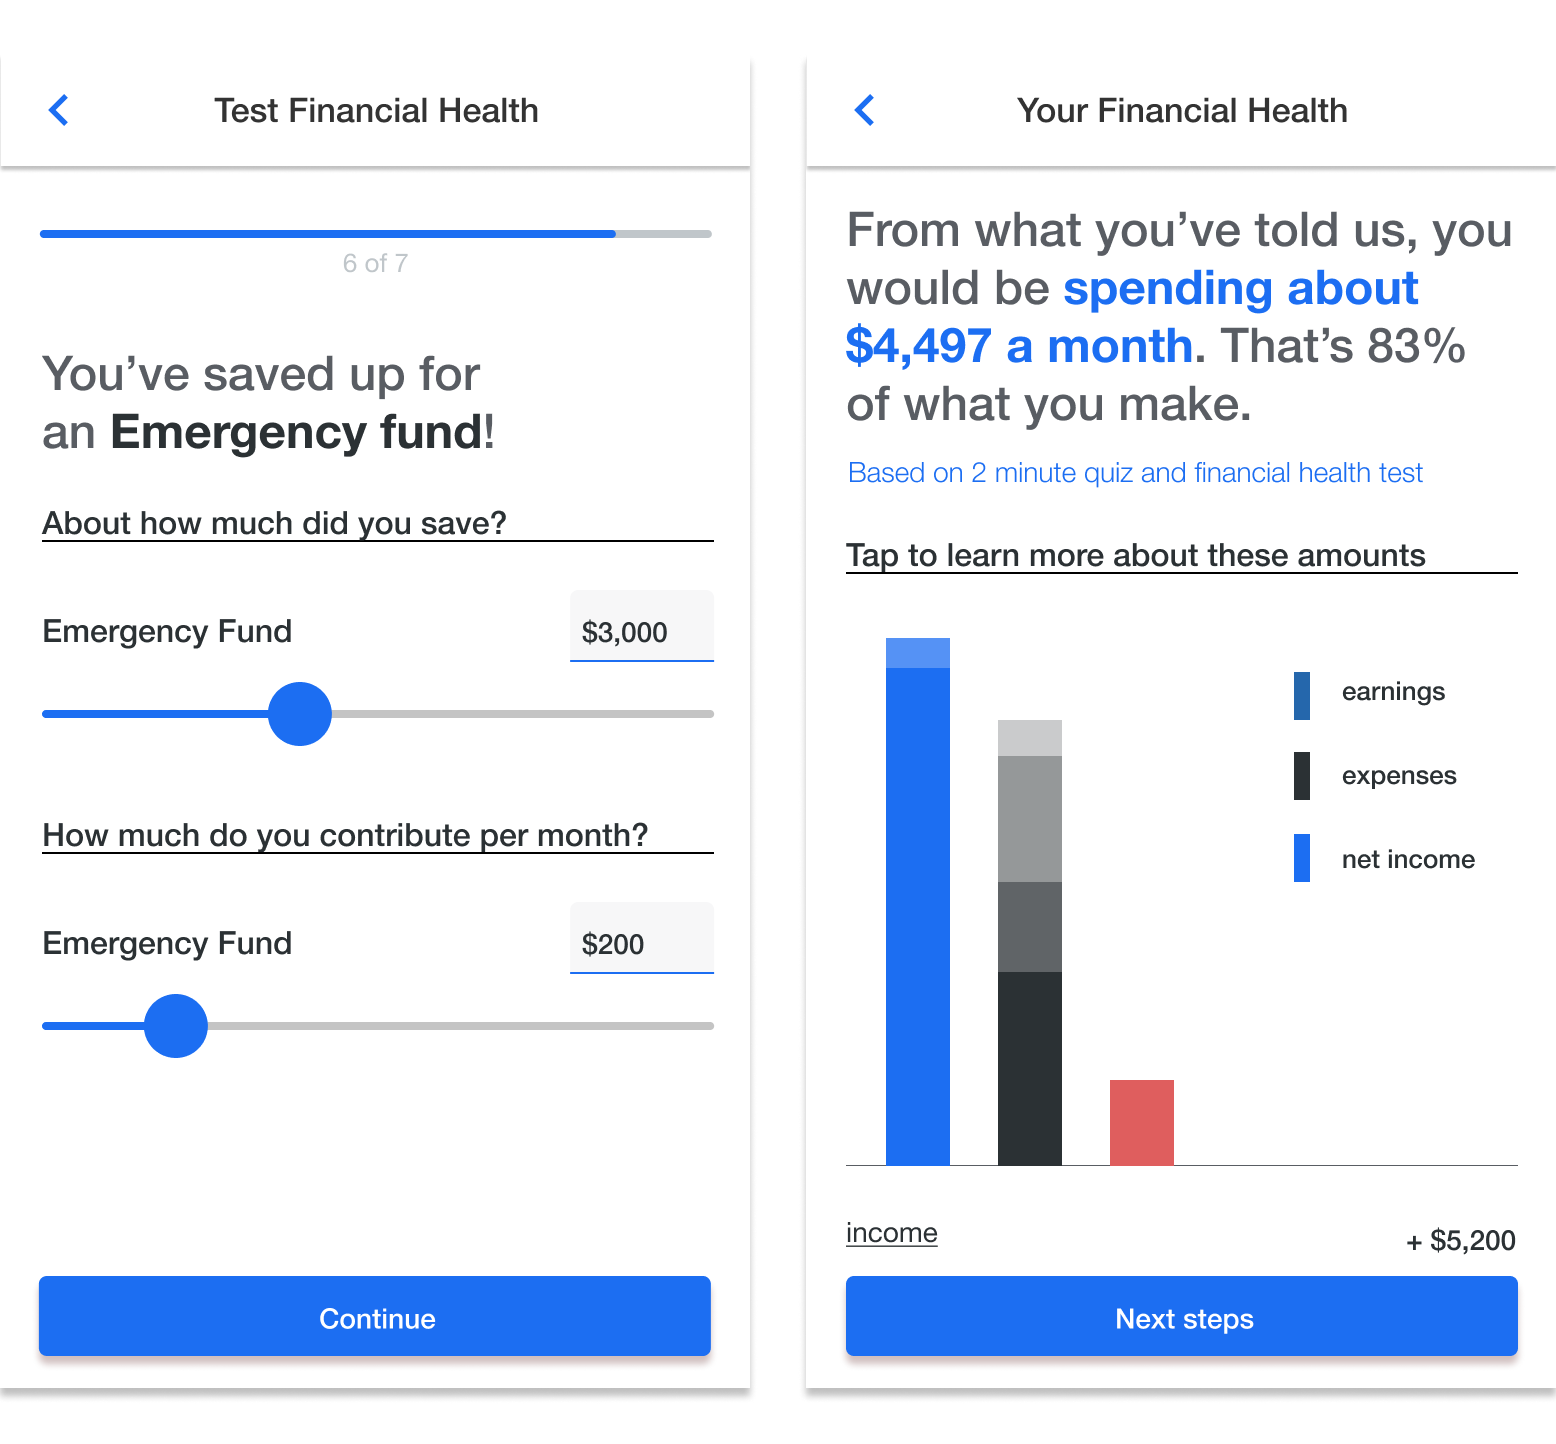 Test Financial Health
6 of 7
You’ve saved up for
an Emergency fund!
About how much did you save?
Emergency Fund
$3,000
How much do you contribute per month?
Emergency Fund
$200
Continue
Your Financial Health
From what you’ve told us, you
would be spending about
$4,497 a month. That’s 83%
of what you make.
Based on 2 minute quiz and financial health test
Tap to learn more about these amounts
earnings
expenses
net income
income
+ $5,200
Next steps